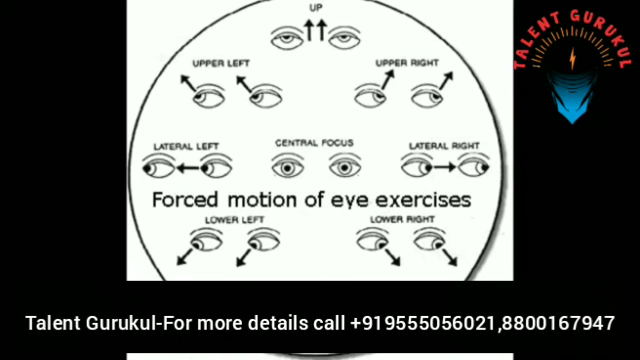 UP
TALENT GURUKUL
UPPER LEFT
UPPER RIGHT
LATERAL LEFT
CENTRAL FOCUS
LATERAL RIGHT
Forced motion of eye exercises
LOWER LEFT
LOWER RIGHT
Talent Gurukul-For more details call +919555056021,8800167947